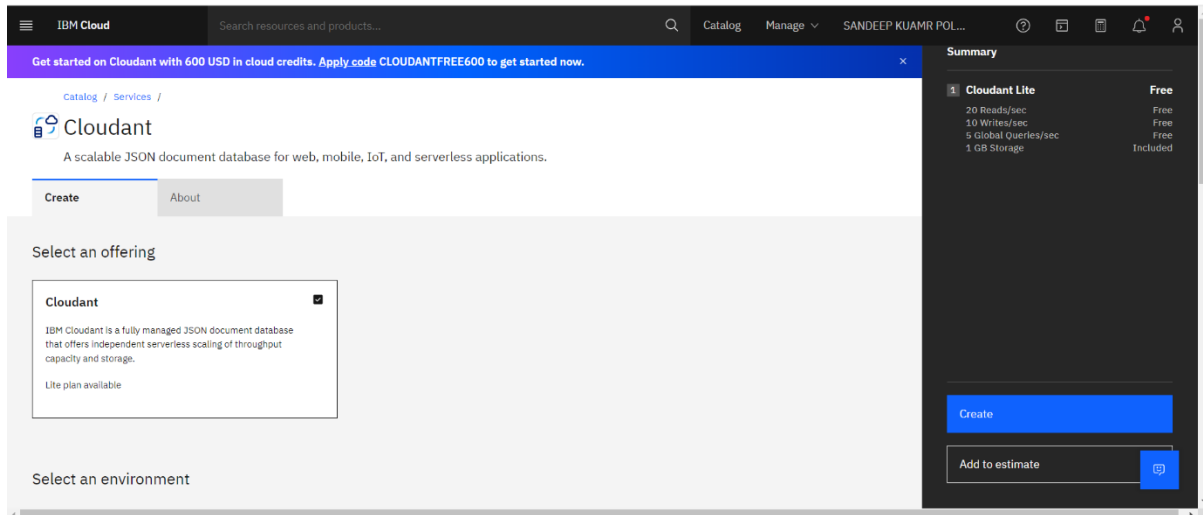 IBM Cloud
Search resources and products...
Catalog
Manage
SANDEEP KUAMR POL...
Get started on Cloudant with 600 USD in cloud credits. Apply code CLOUDANTFREE600 to get started now.
Catalog / Services /
Cloudant
A scalable JSON document database for web, mobile, IoT, and serverless applications.
Create
About
Select an offering
Cloudant
IBM Cloudant is a fully managed JSON document database
that offers independent serverless scaling of throughput
capacity and storage.
Lite plan available
Select an environment
Summary
1 Cloudant Lite Free
20 Reads/sec Free
10 Writes/sec Free
5 Global Queries/sec Free
1 GB Storage Included
Create
Add to estimate